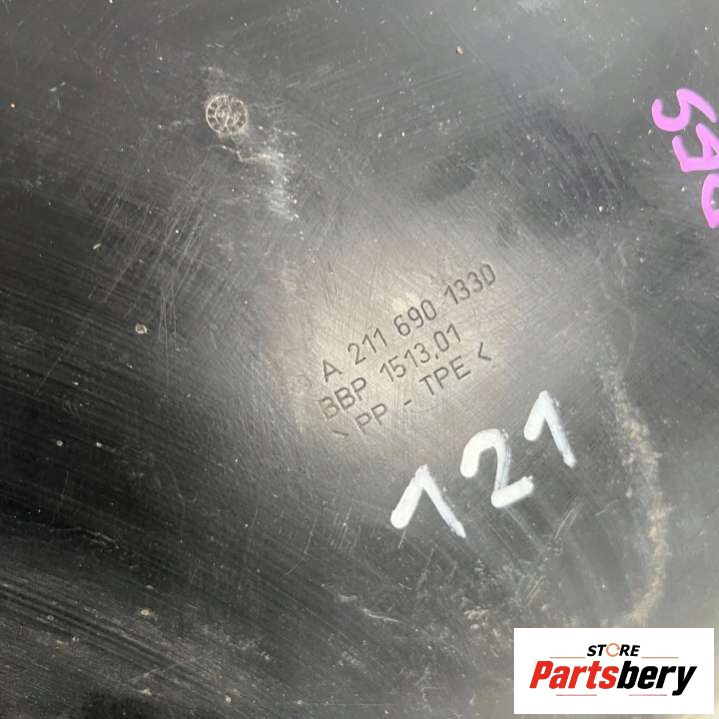 A 211 690 1330
BBP 1513.01
> PP - TPE <
121
STORE
Partsbery